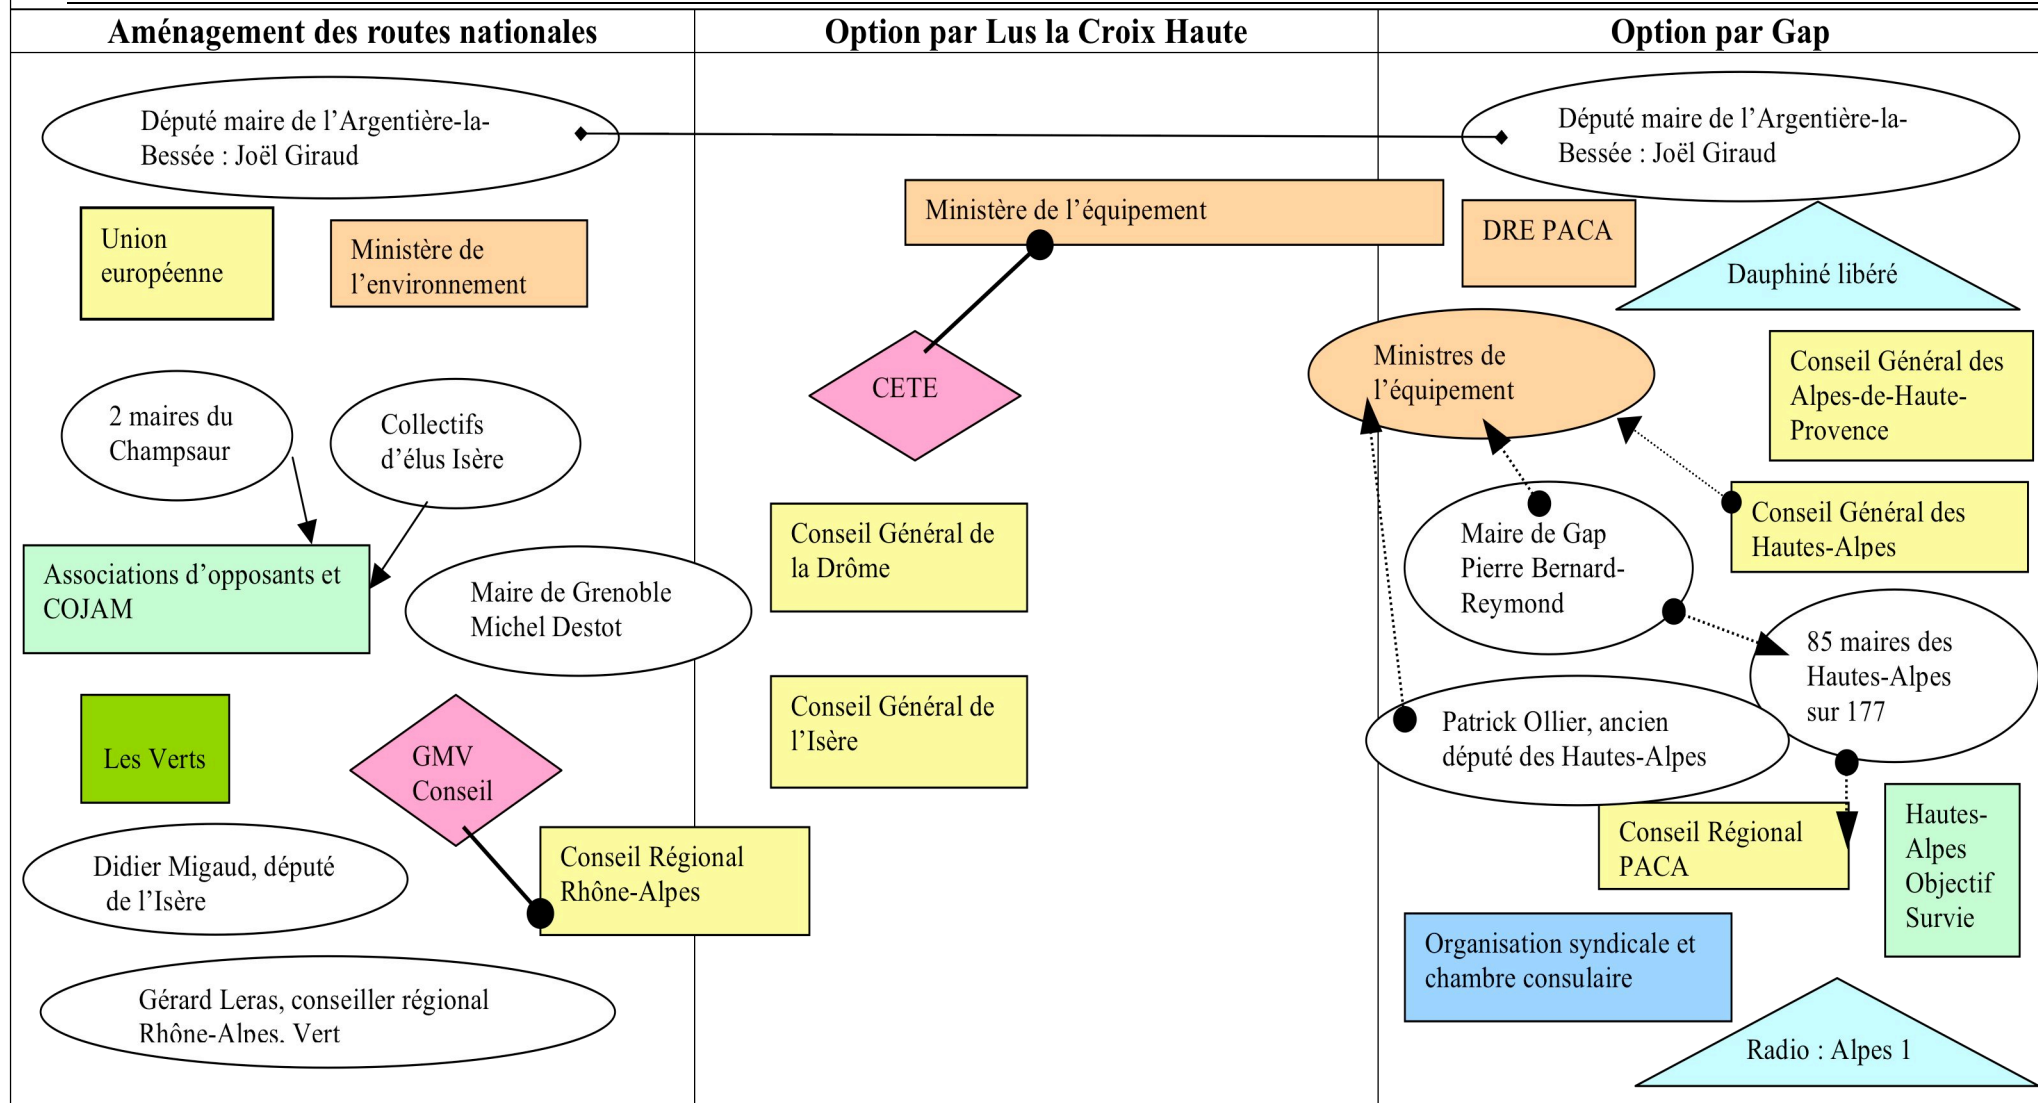 Aménagement des routes nationales
Option par Lus la Croix Haute
Option par Gap
Député maire de l’Argentière-la-
Bessée : Joël Giraud
Union
européenne
Ministère de
l’environnement
2 maires du
Champsaur
Collectifs
d’élus Isère
Associations d’opposants et
COJAM
Maire de Grenoble
Michel Destot
Les Verts
GMV
Conseil
Didier Migaud, député
de l’Isère
Conseil Régional
Rhône-Alpes
Gérard Leras, conseiller régional
Rhône-Alpes, Vert
Ministère de l’équipement
CETE
Conseil Général de
la Drôme
Conseil Général de
l’Isère
Député maire de l’Argentière-la-
Bessée : Joël Giraud
DRE PACA
Dauphiné libéré
Ministres de
l’équipement
Conseil Général des
Alpes-de-Haute-
Provence
Conseil Général des
Hautes-Alpes
Maire de Gap
Pierre Bernard-
Reymond
85 maires des
Hautes-Alpes
sur 177
Patrick Ollier, ancien
député des Hautes-Alpes
Conseil Régional
PACA
Hautes-
Alpes
Objectif
Survie
Organisation syndicale et
chambre consulaire
Radio : Alpes 1